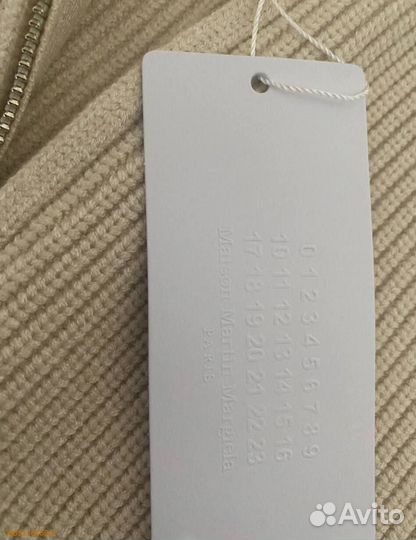 0 1 2 3 4 5 6 7 8 9
10 11 12 13 14 15 16
17 18 19 20 21 22 23
Maison Martin Margiela
PARIS
Avito